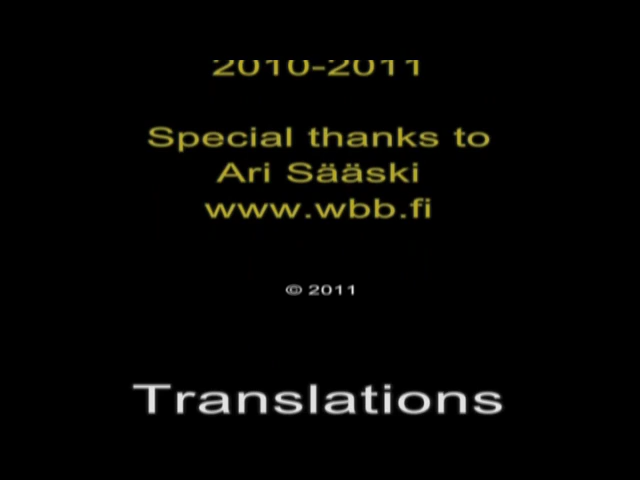 2010-2011
Special thanks to
Ari Sääski
www.wbb.fi
© 2011
Translations